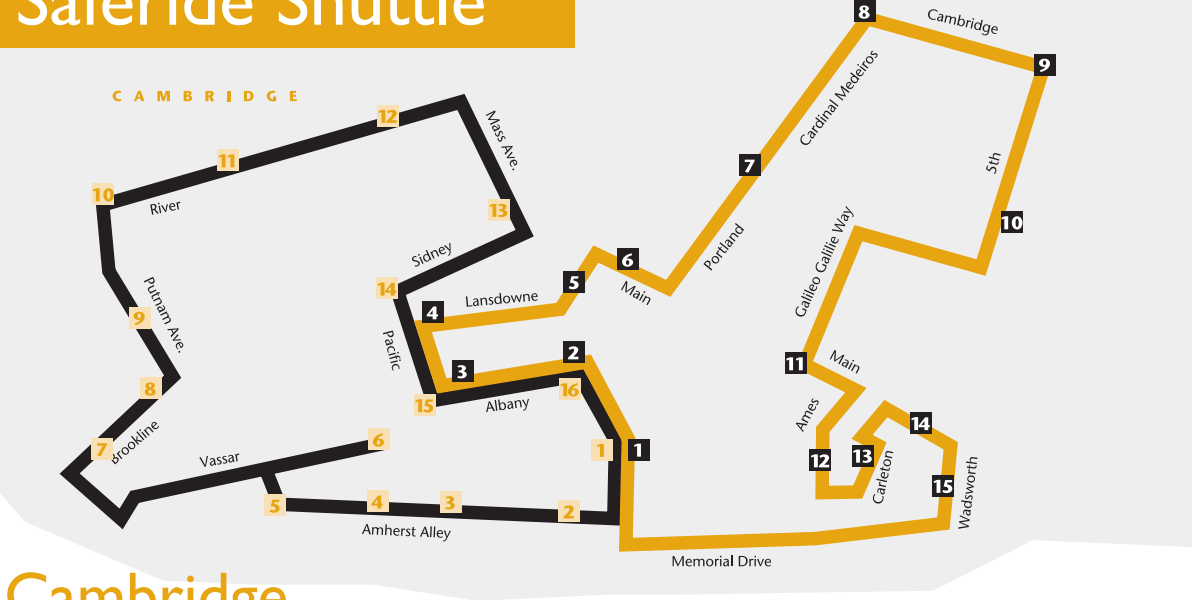 Saferide Shuttle
CAMBRIDGE
8
Cambridge
9
Cardinal Medeiros
12
Mass Ave.
11
7
5th
10
River
13
10
Portland
Sidney
Galileo Galilie Way
14
Lansdowne
5
6
Main
4
Putnam Ave.
9
Pacific
2
3
16
15
Albany
11
Main
8
7
Brookline
Vassar
6
1
1
Ames
12
13
14
Carleton
15
Wadsworth
5
4
3
2
Amherst Alley
Memorial Drive
Cambridge